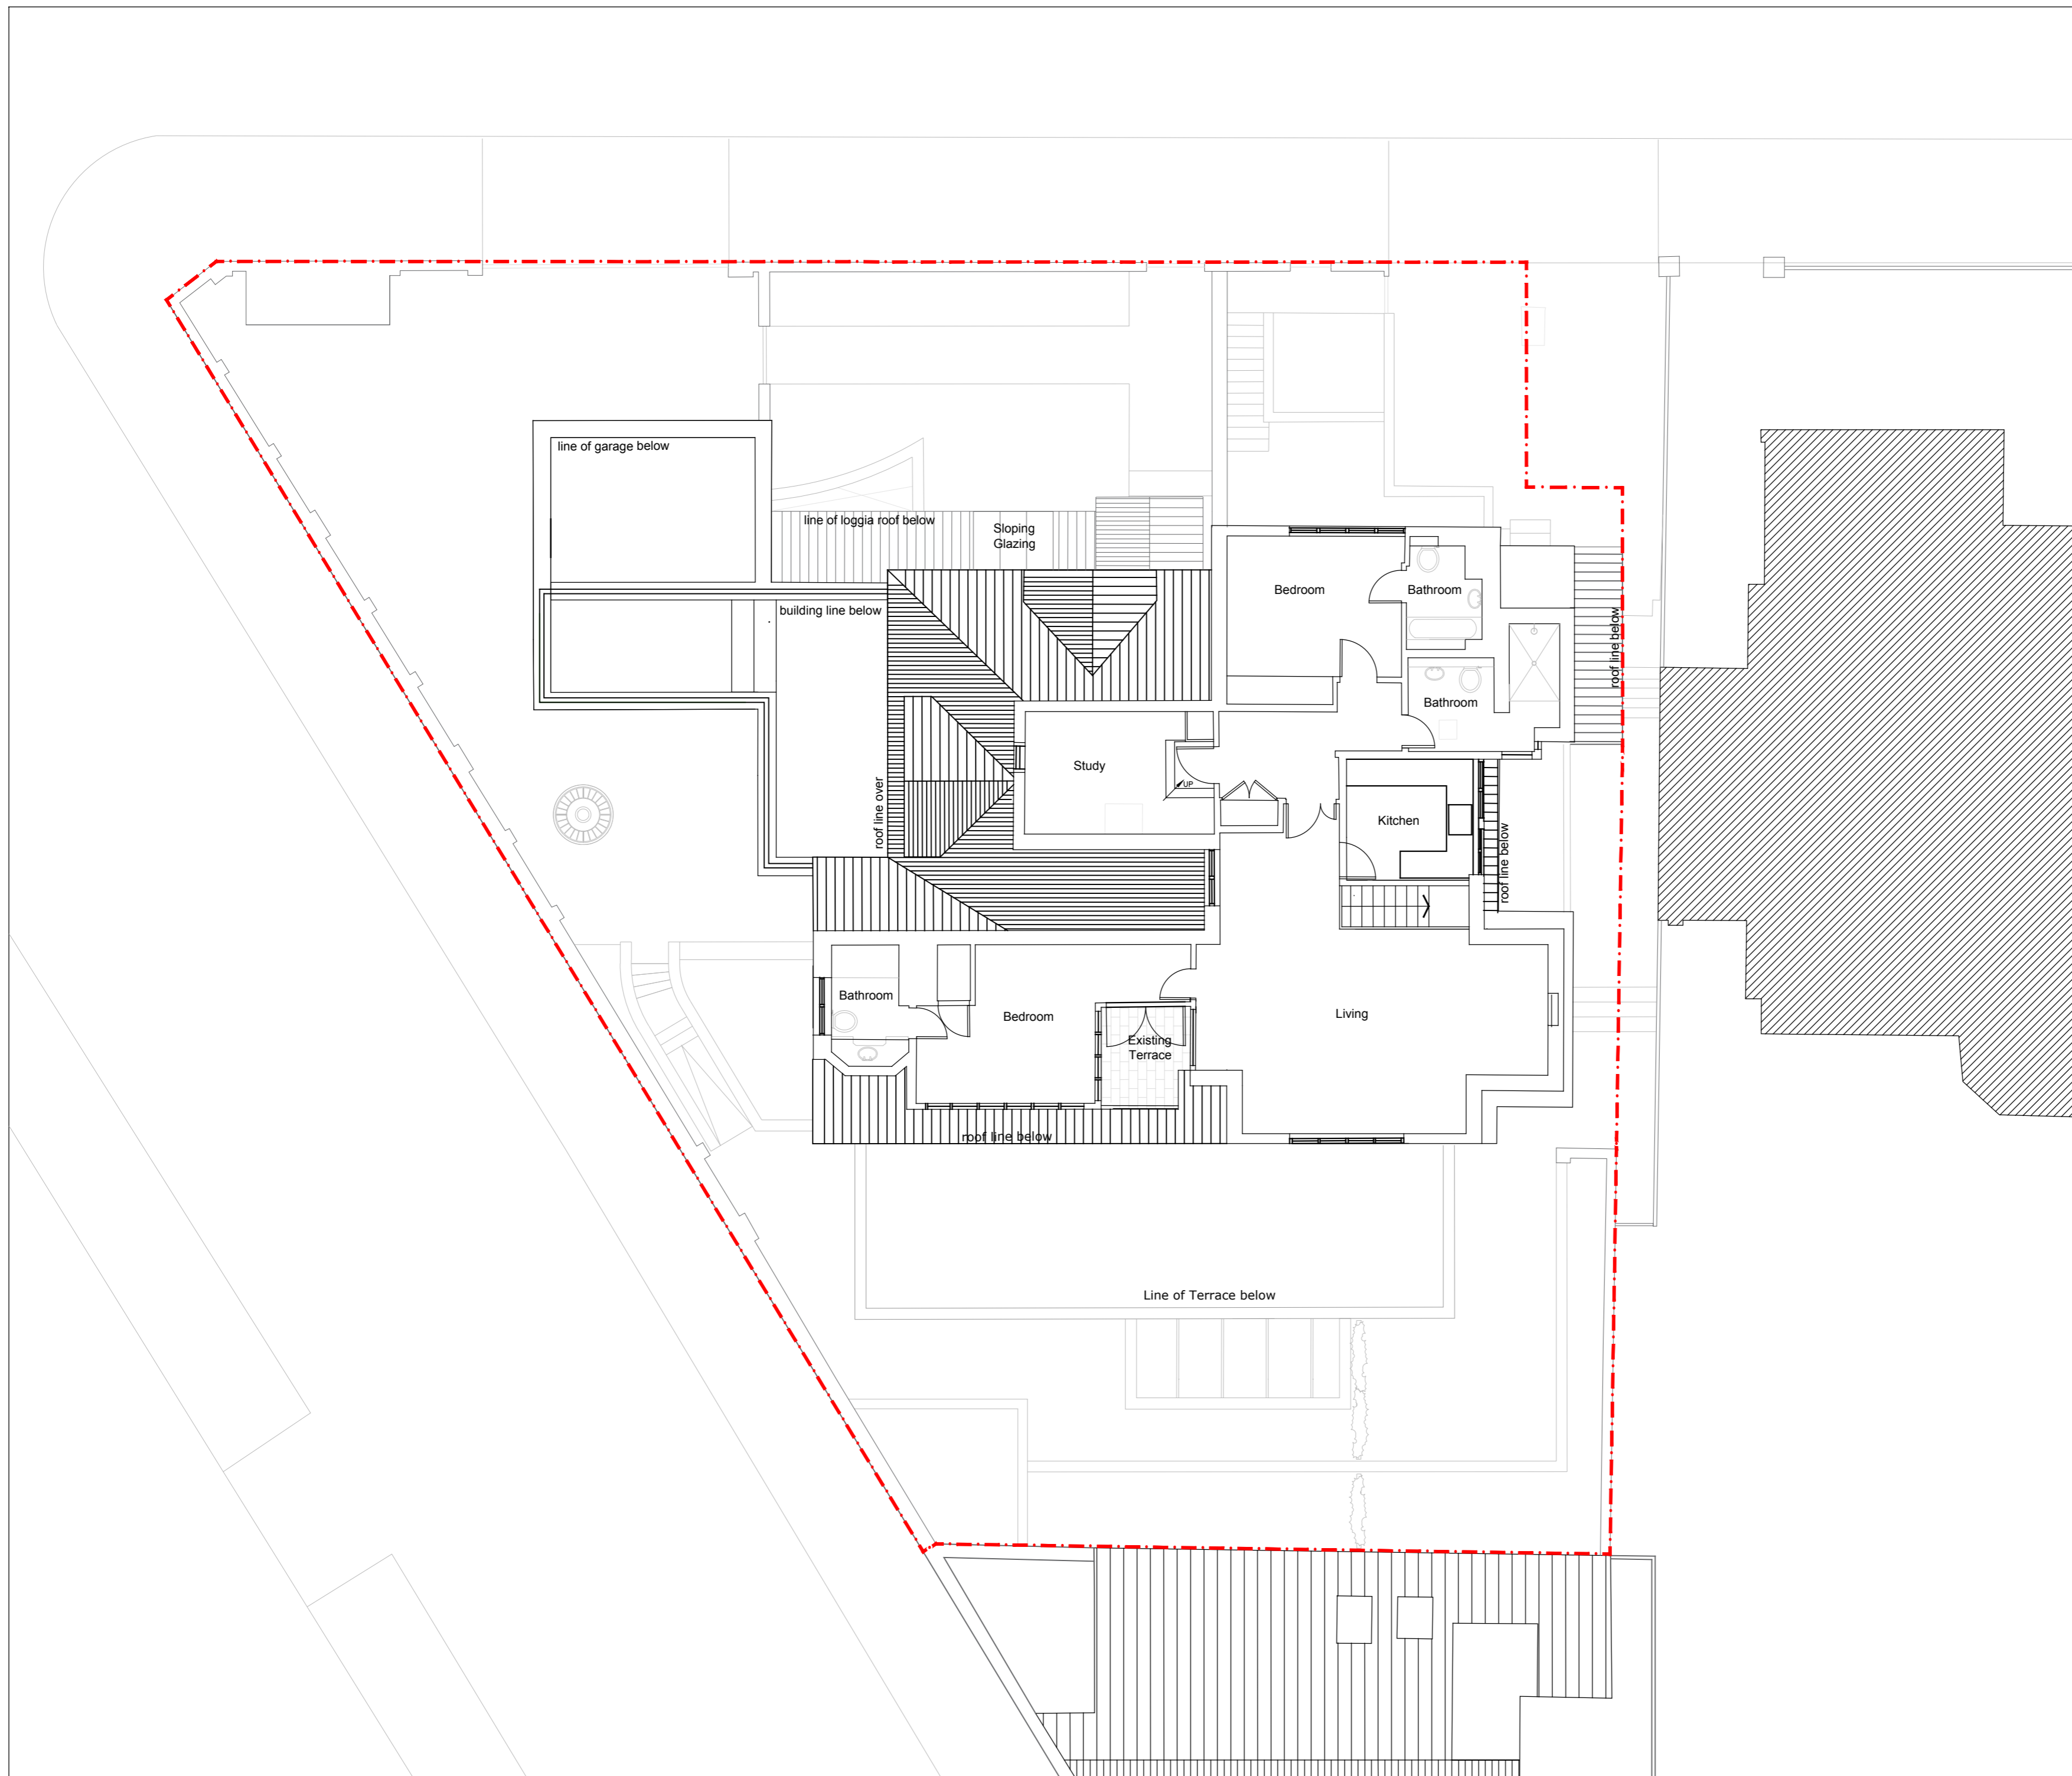 line of garage below
line of loggia roof below
Sloping
Glazing
building line below
Bedroom
Bathroom
roof line below
Bathroom
Study
UP
roof line over
Kitchen
roof line below
Bathroom
Bedroom
Existing
Terrace
Living
roof line below
Line of Terrace below